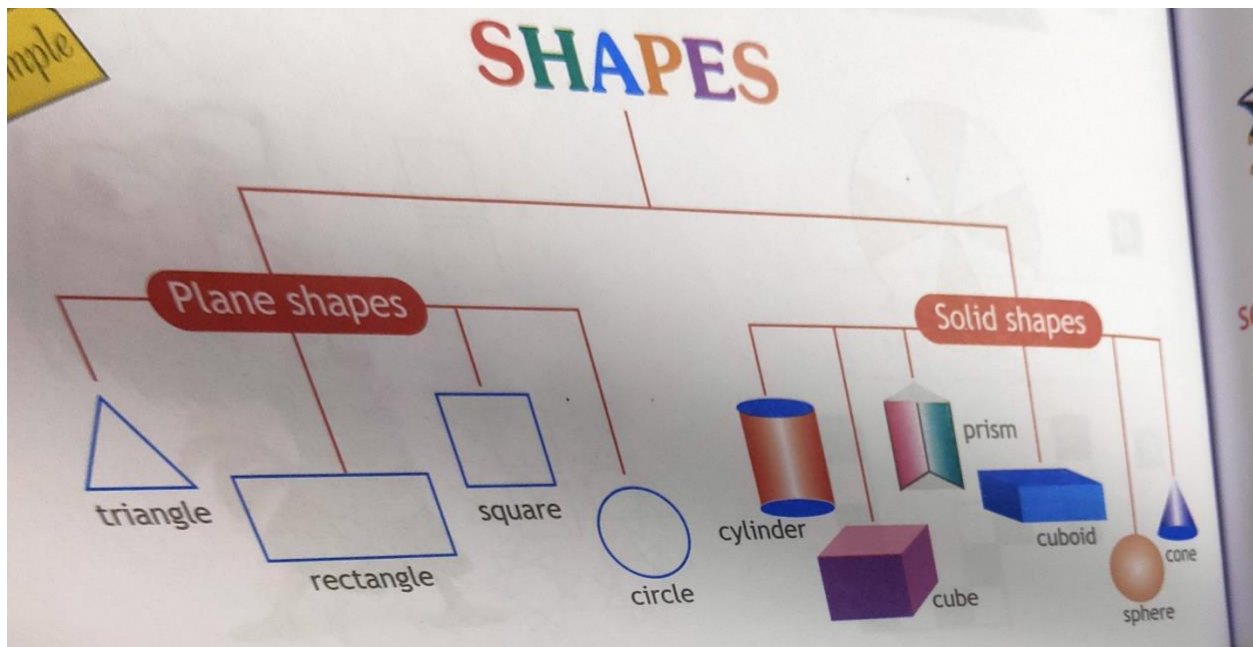 SHAPES
Plane shapes
Solid shapes
triangle
rectangle
square
circle
cylinder
cube
prism
cuboid
sphere
cone